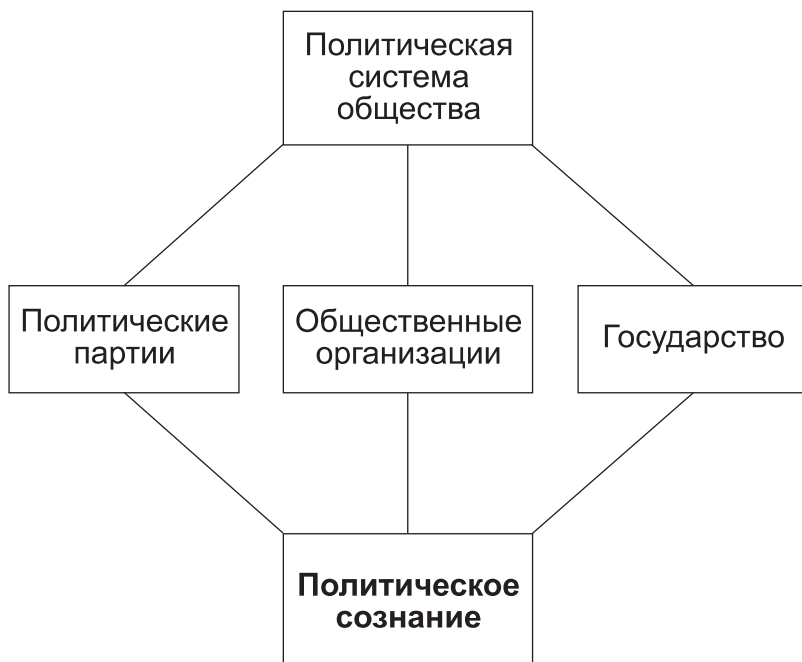 Политическая
система
общества
Политические
партии
Общественные
организации
Государство
Политическое
сознание